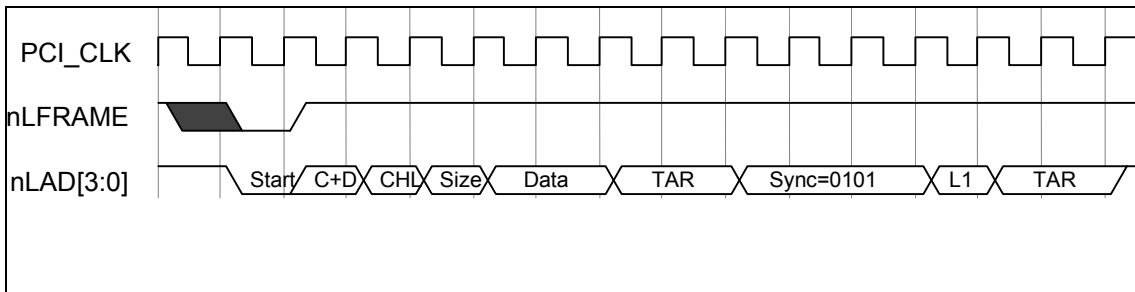 PCI_CLK
nLFRAME
nLAD[3:0]
Start C+D CHL Size Data TAR Sync=0101 L1 TAR